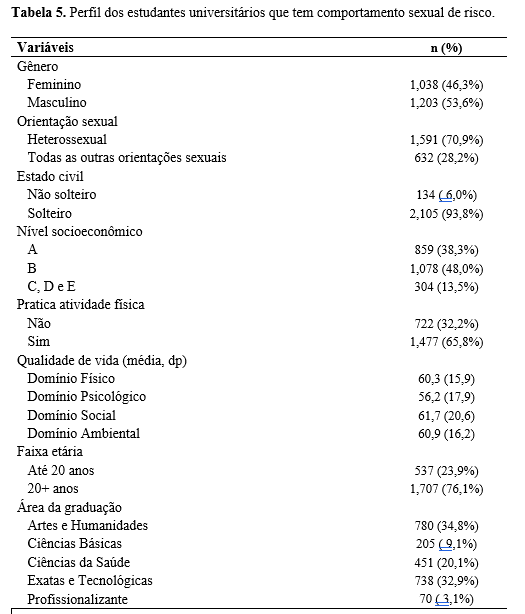 Tabela 5. Perfil dos estudantes universitários que tem comportamento sexual de risco.
Variáveis n (%)
Gênero
Feminino 1,038 (46,3%)
Masculino 1,203 (53,6%)
Orientação sexual
Heterossexual 1,591 (70,9%)
Todas as outras orientações sexuais 632 (28,2%)
Estado civil
Não solteiro 134 ( 6,0%)
Solteiro 2,105 (93,8%)
Nível socioeconômico
A 859 (38,3%)
B 1,078 (48,0%)
C, D e E 304 (13,5%)
Pratica atividade física
Não 722 (32,2%)
Sim 1,477 (65,8%)
Qualidade de vida (média, dp)
Domínio Físico 60,3 (15,9)
Domínio Psicológico 56,2 (17,9)
Domínio Social 61,7 (20,6)
Domínio Ambiental 60,9 (16,2)
Faixa etária
Até 20 anos 537 (23,9%)
20+ anos 1,707 (76,1%)
Área da graduação
Artes e Humanidades 780 (34,8%)
Ciências Básicas 205 ( 9,1%)
Ciências da Saúde 451 (20,1%)
Exatas e Tecnológicas 738 (32,9%)
Profissionalizante 70 ( 3,1%)